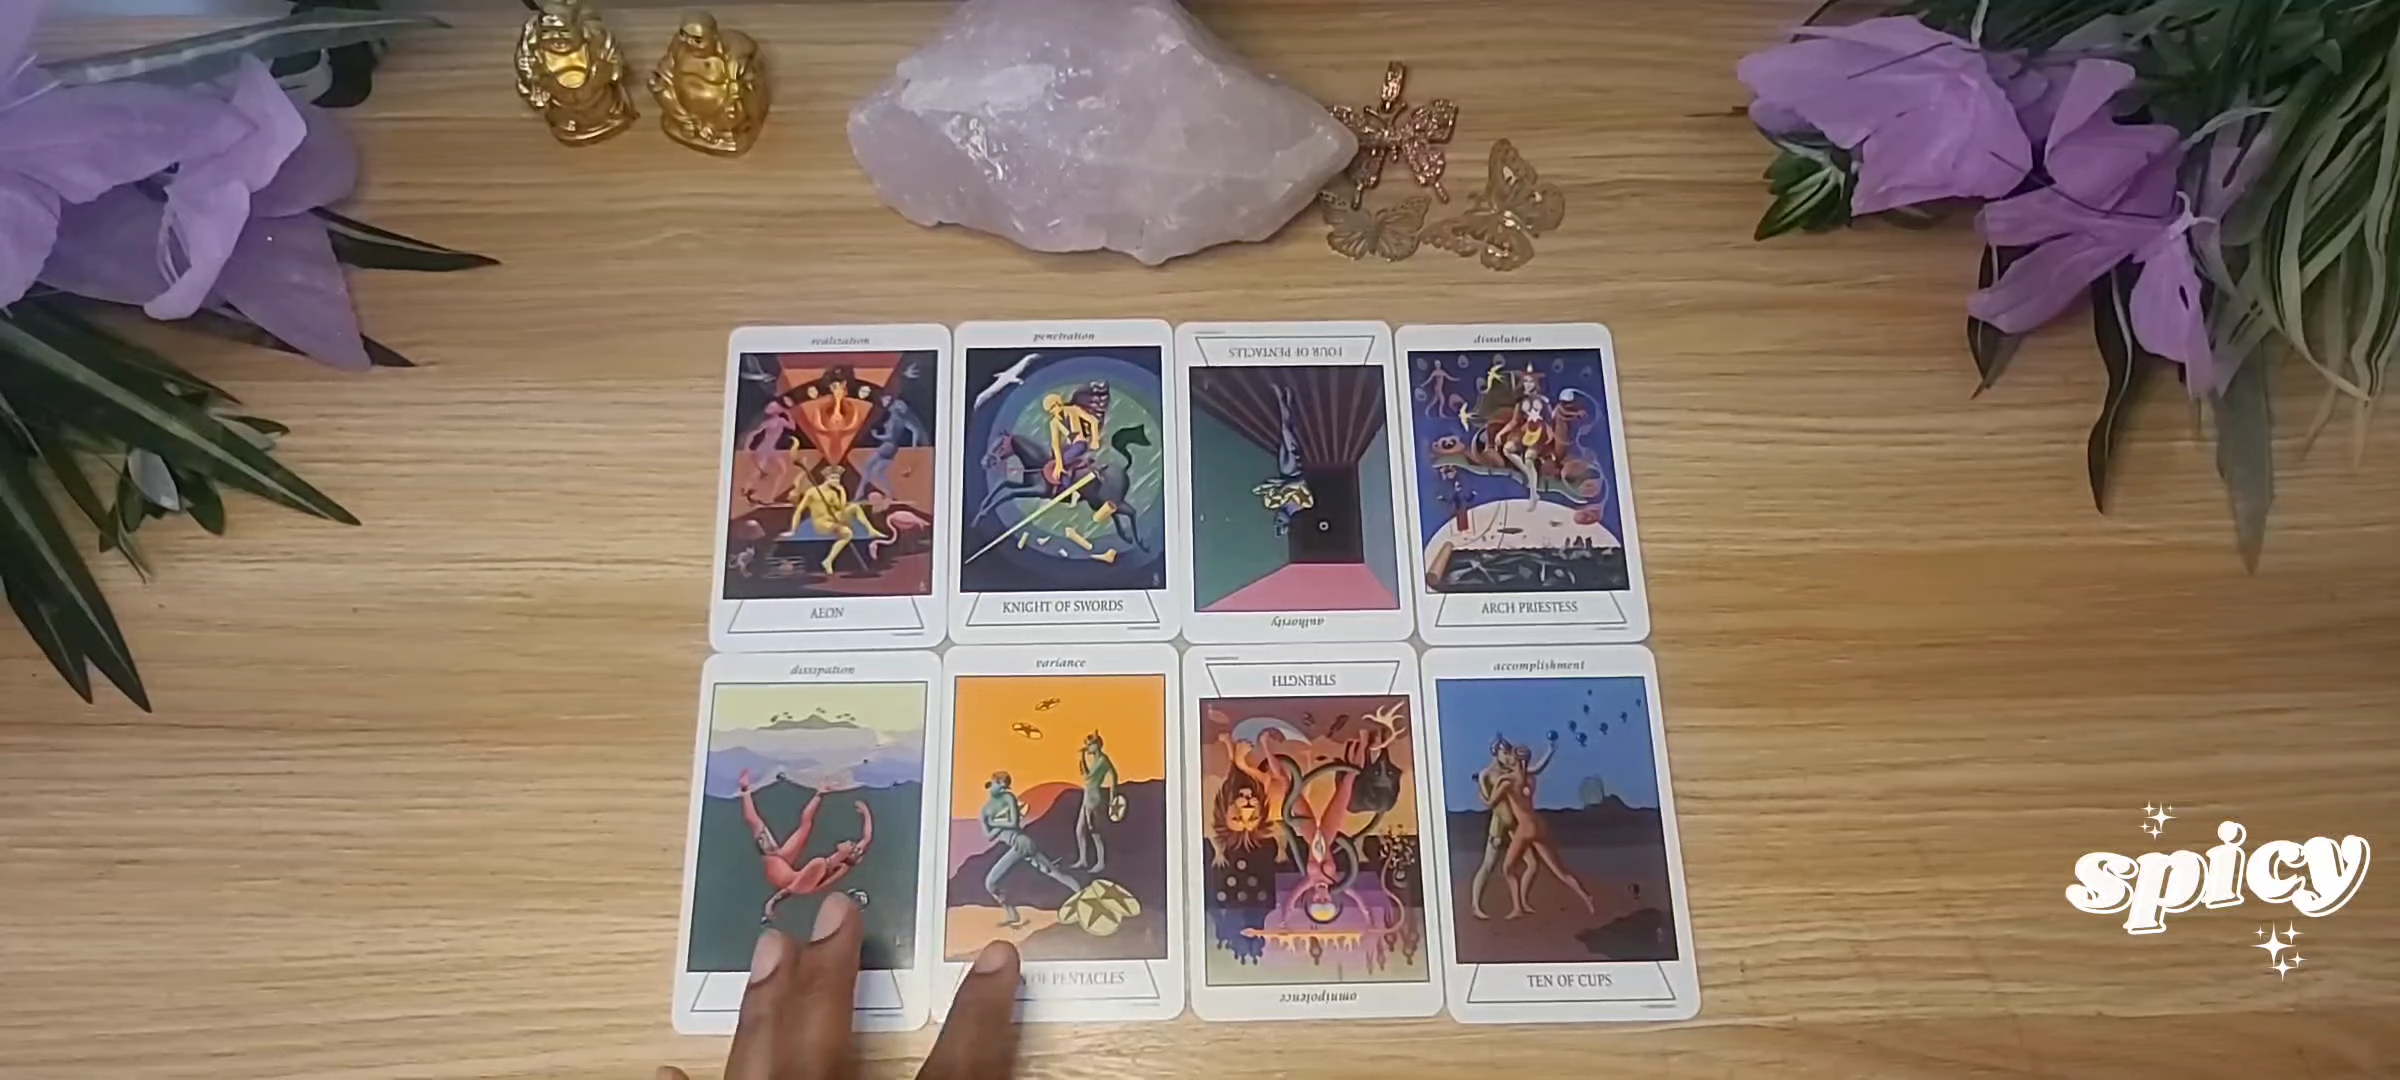 realization
penetration
FOUR OF PENTACLES
dissolution
AEON
KNIGHT OF SWORDS
authority
ARCH PRIESTESS
dissipation
variance
STRENGTH
accomplishment
OF PENTACLES
omnipotence
TEN OF CUPS
spicy